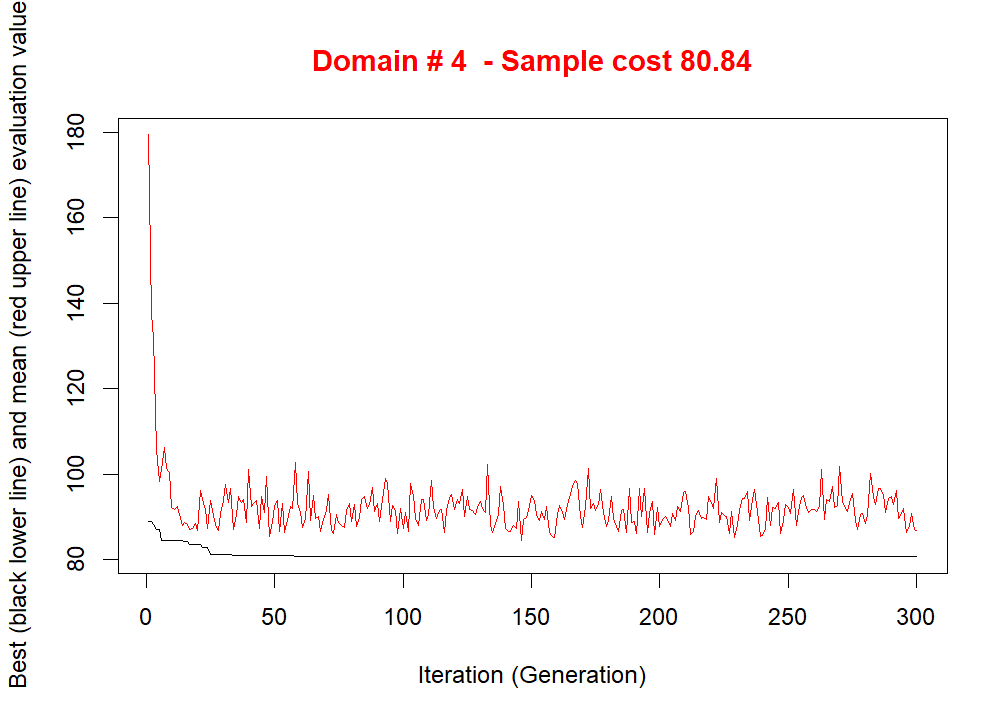 Domain # 4  - Sample cost 80.84
Best (black lower line) and mean (red upper line) evaluation value
180
160
140
120
100
80
0 50 100 150 200 250 300
Iteration (Generation)